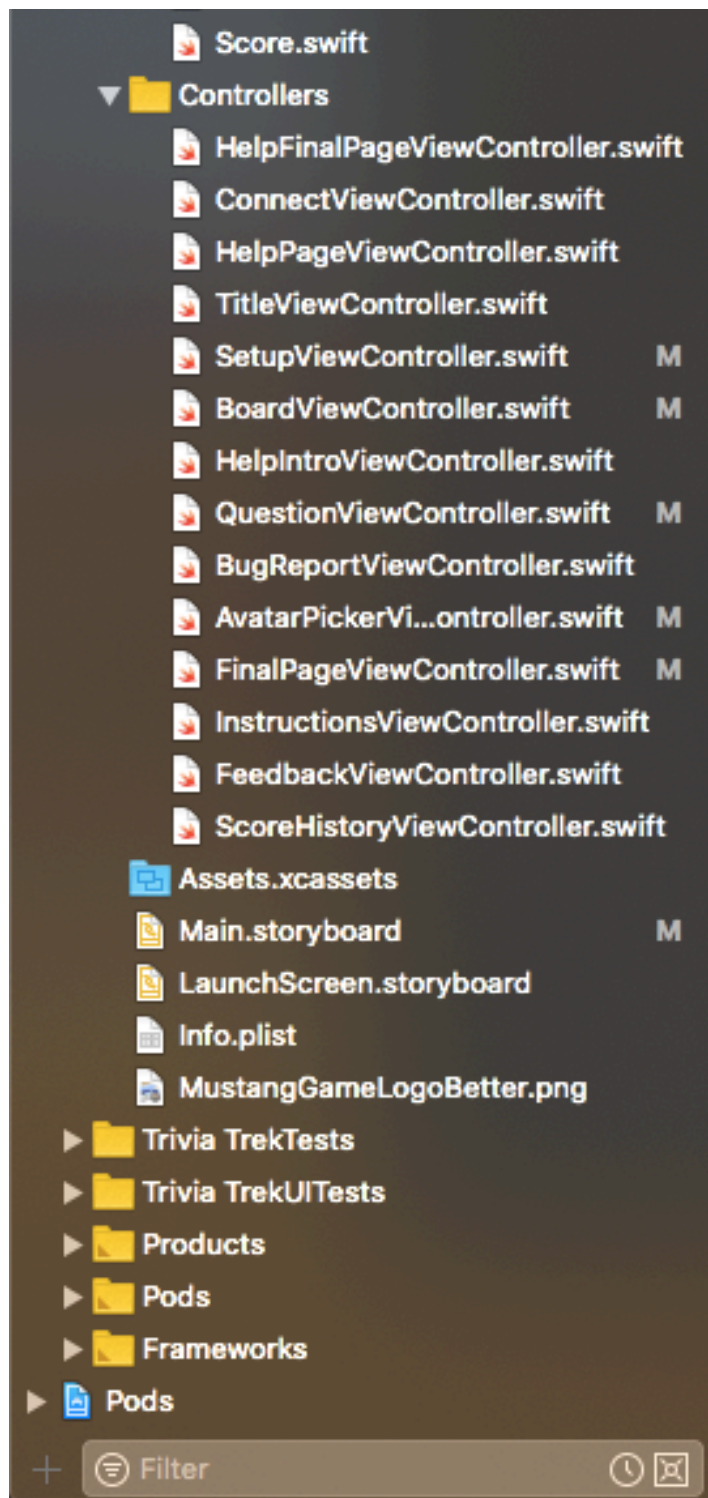 Score.swift
Controllers
HelpFinalPageViewController.swift
ConnectViewController.swift
HelpPageViewController.swift
TitleViewController.swift
SetupViewController.swift M
BoardViewController.swift M
HelpIntroViewController.swift
QuestionViewController.swift M
BugReportViewController.swift
AvatarPickerVi...ontroller.swift M
FinalPageViewController.swift M
InstructionsViewController.swift
FeedbackViewController.swift
ScoreHistoryViewController.swift
Assets.xcassets
Main.storyboard M
LaunchScreen.storyboard
Info.plist
MustangGameLogoBetter.png
Trivia TrekTests
Trivia TrekUITests
Products
Pods
Frameworks
Pods
Filter